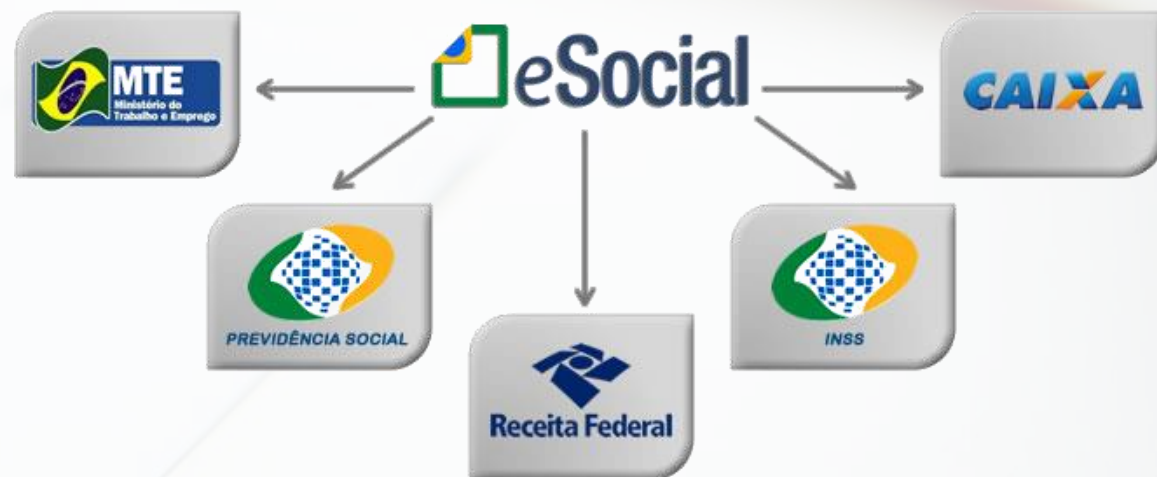 eSocial
MTE
Ministério do
Trabalho e Emprego
CAIXA
PREVIDÊNCIA SOCIAL
INSS
Receita Federal